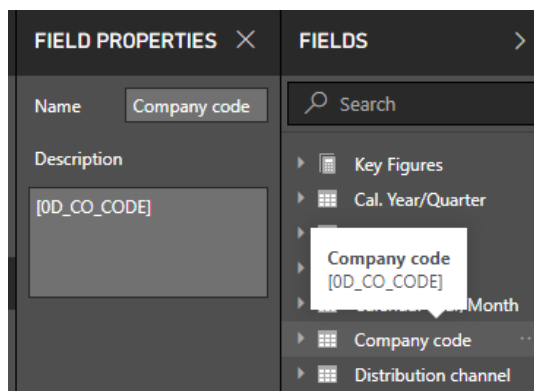 FIELD PROPERTIES
Name
Company code
Description
[0D_CO_CODE]
FIELDS
Search
Key Figures
Cal. Year/Quarter
Company code
[0D_CO_CODE]
Month
Company code
Distribution channel